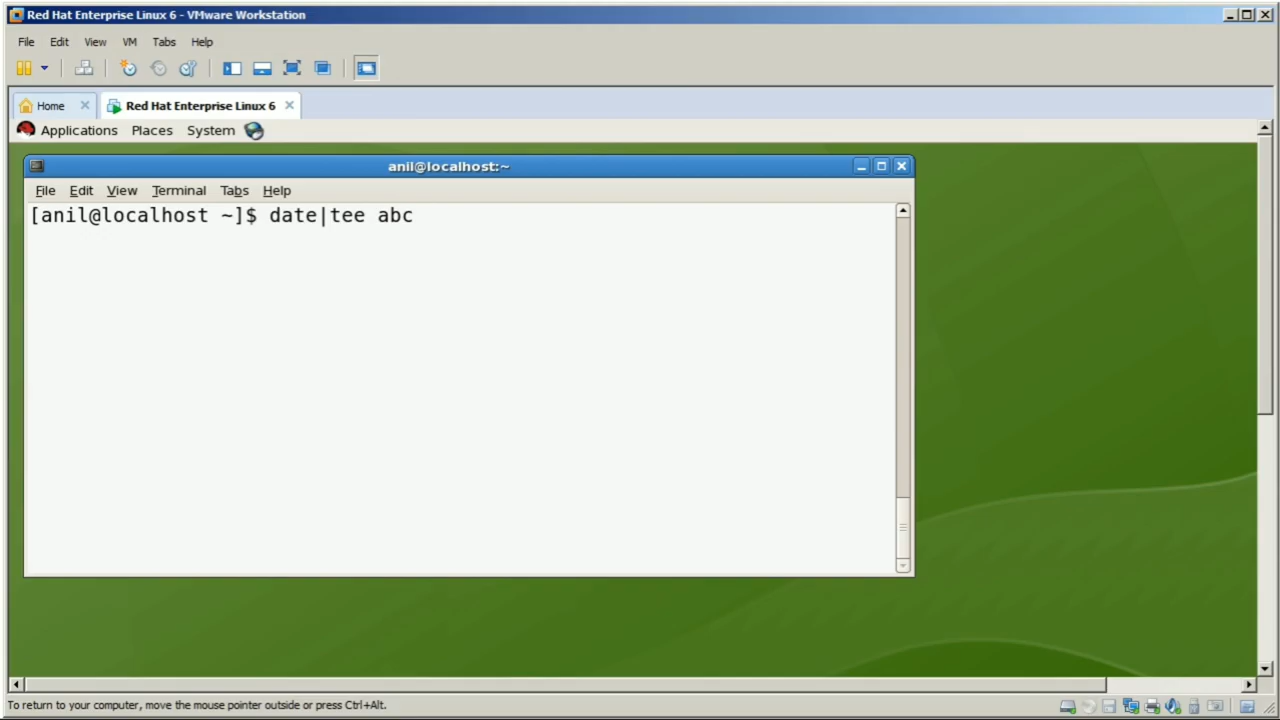 Red Hat Enterprise Linux 6 - VMware Workstation
File Edit View VM Tabs Help
Home Red Hat Enterprise Linux 6
Applications Places System
anil@localhost:~
File Edit View Terminal Tabs Help
[anil@localhost ~]$ date|tee abc
To return to your computer, move the mouse pointer outside or press Ctrl+Alt.